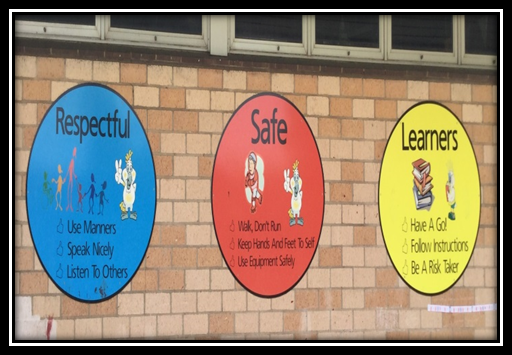 Respectful
Use Manners
Speak Nicely
Listen To Others
Safe
Walk, Don't Run
Keep Hands And Feet To Self
Use Equipment Safely
Learners
Have A Go!
Follow Instructions
Be A Risk Taker